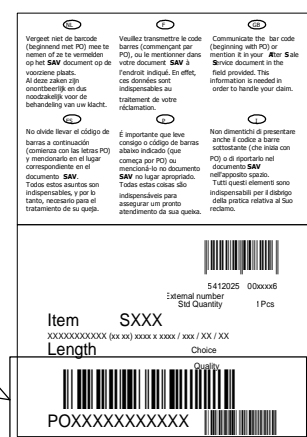 NL
Vergeet niet de barcode
(beginnend met PO) mee te
nemen of ze te vermelden
op het SAV document op de
voorziene plaats.
Al deze zaken zijn
onontbeerlijk en dus
noodzakelijk voor de
behandeling van uw klacht.
F
Veuillez transmettre le code
barres (commençant par
PO), ou le mentionner dans
votre document SAV à
l'endroit indiqué. En effet,
ces données sont
indispensables au
traitement de votre
réclamation.
GB
Communicate the bar code
(beginning with PO) or
mention it in your After Sale
Service document in the
field provided. This
information is needed in
order to handle your claim.
ES
No olvide llevar el código de
barras a continuación
(comienza con las letras PO)
y mencionarlo en el lugar
correspondiente en el
documento SAV.
Todos estos asuntos son
indispensables, y por lo
tanto, necesario para el
tratamiento de su queja.
P
É importante que leve
consigo o código de barras
abaixo indicado (que
começa por PO) ou
mencioná-lo no documento
SAV no lugar apropriado.
Todas estas coisas são
indispensáveis para
assegurar um pronto
atendimento da sua queixa.
I
Non dimentichi di presentare
anche il codice a barre
sottostante (che inizia con
PO) o di riportarlo nel
documento SAV
nell'apposito spazio.
Tutti questi elementi sono
indispensabili per il disbrigo
della pratica relativa al Suo
reclamo.
5412025 00xxxx6
External number
Std Quantity 1 Pcs
Item SXXX
XXXXXXXXXXX (xx xx) xxxx x xxxx / xxx / XX / XX
Length Choice
Quality
POXXXXXXXXXXX